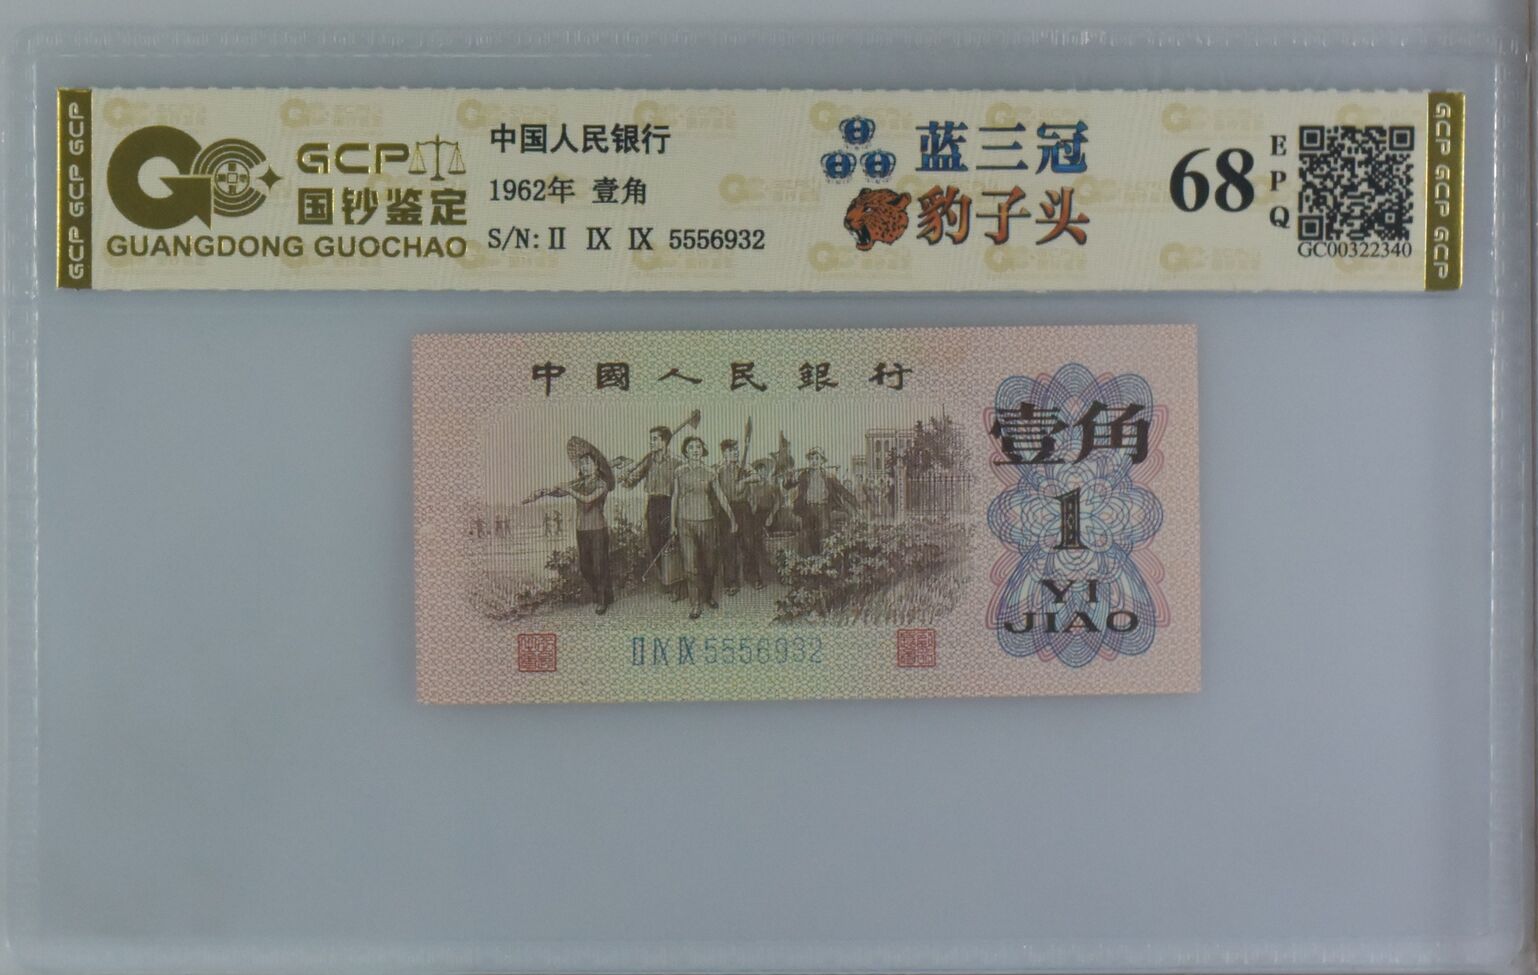 GCP GCP GCP
GCP
国钞鉴定
GUANGDONG GUOCHAO
中国人民银行
1962年 壹角
S/N: Ⅱ Ⅸ Ⅸ 5556932
蓝三冠
豹子头
68
EPQ
GC00322340
GCP GCP GCP
中國人民銀行
壹角
1
YI
JIAO
Ⅱ Ⅸ Ⅸ 5556932